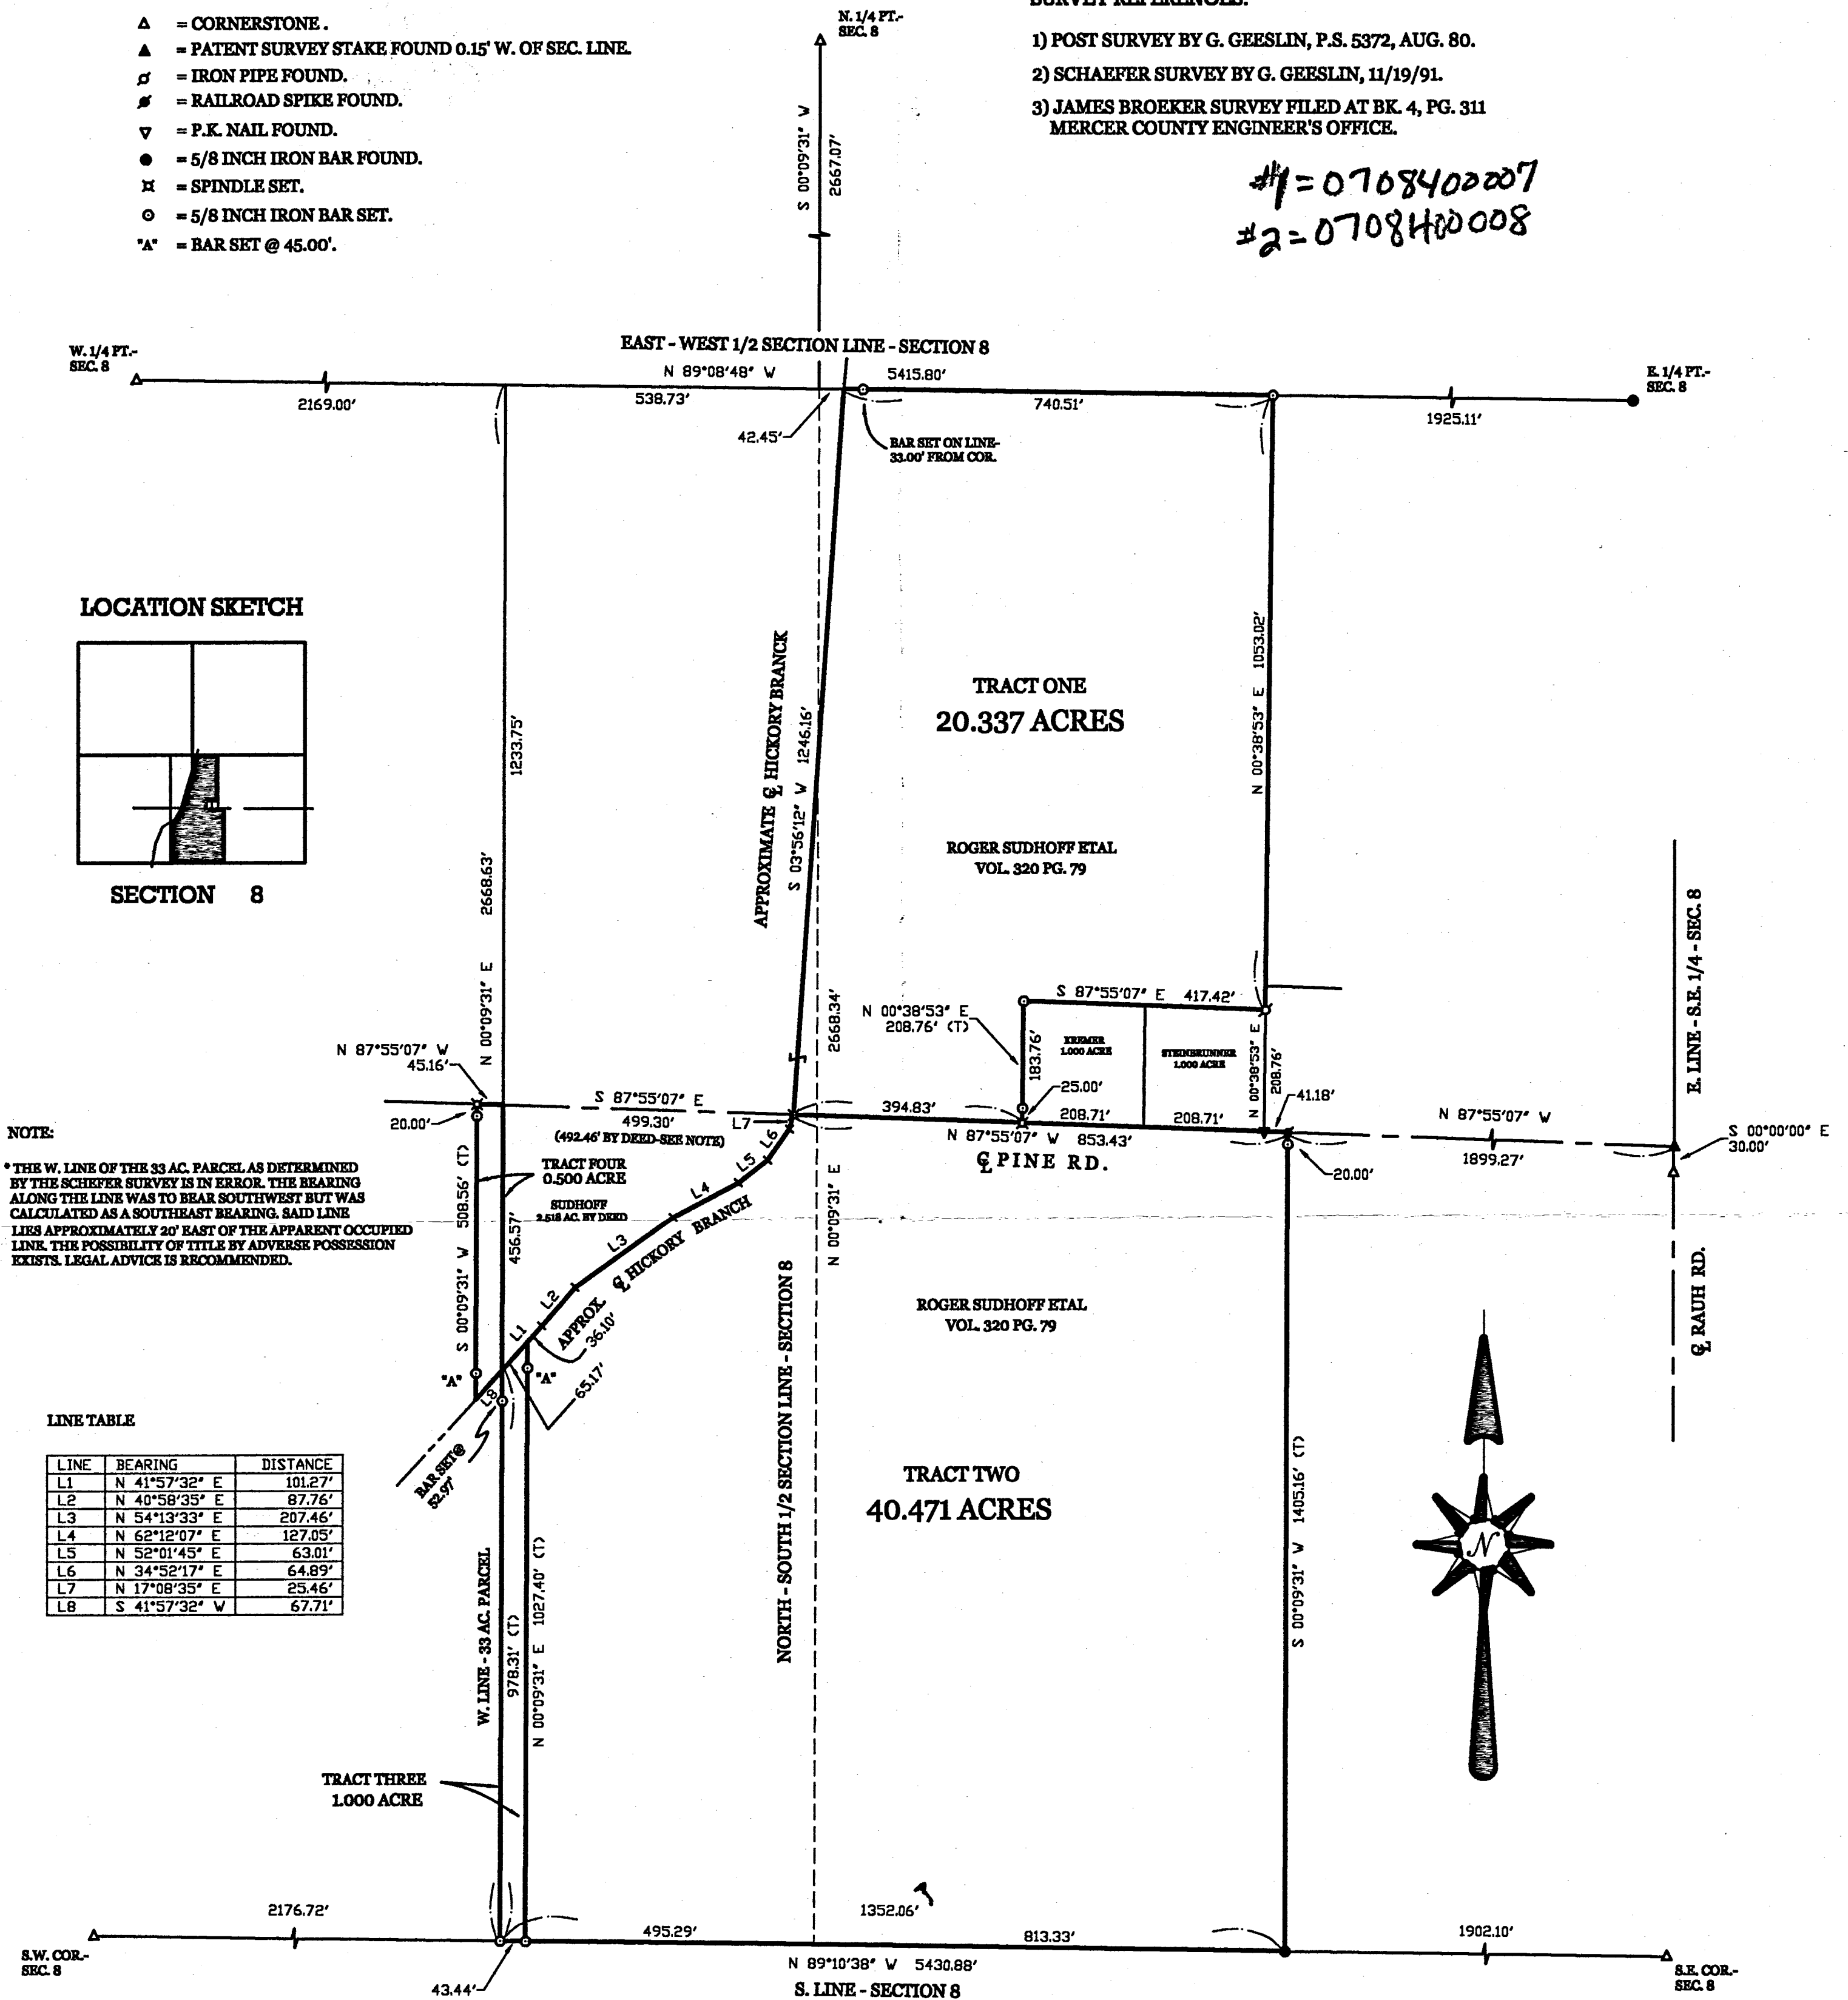 SURVEY REFERENCES:
△ = CORNERSTONE.
▲ = PATENT SURVEY STAKE FOUND 0.15' W. OF SEC. LINE.
= IRON PIPE FOUND.
= RAILROAD SPIKE FOUND.
▽ = P.K. NAIL FOUND.
● = 5/8 INCH IRON BAR FOUND.
¤ = SPINDLE SET.
⊙ = 5/8 INCH IRON BAR SET.
"A" = BAR SET @ 45.00'.
1) POST SURVEY BY G. GEESLIN, P.S. 5372, AUG. 80.
2) SCHAEFER SURVEY BY G. GEESLIN, 11/19/91.
3) JAMES BROEKER SURVEY FILED AT BK. 4, PG. 311
MERCER COUNTY ENGINEER'S OFFICE.
#1 = 0708400007
#2 = 0708400008
N. 1/4 PT.-
SEC. 8
S 00°09'31" W
2667.07'
W. 1/4 PT.-
SEC. 8
EAST - WEST 1/2 SECTION LINE - SECTION 8
N 89°08'48" W 5415.80'
E. 1/4 PT.-
SEC. 8
2169.00'
538.73'
740.51'
1925.11'
42.45'
BAR SET ON LINE-
33.00' FROM COR.
LOCATION SKETCH
SECTION 8
1233.75'
N 00°09'31" E 2668.63'
APPROXIMATE ℄ HICKORY BRANCK
S 03°56'12" W 1246.16'
TRACT ONE
20.337 ACRES
N 00°38'53" E 1053.02'
ROGER SUDHOFF ETAL
VOL. 320 PG. 79
E. LINE - S.E. 1/4 - SEC. 8
2668.34'
N 00°09'31" E
S 87°55'07" E 417.42'
N 00°38'53" E
208.76' (T)
183.76'
KREMER
1.000 ACRE
STEINBRUNNER
1.000 ACRE
N 00°38'53" E
208.76'
25.00'
41.18'
N 87°55'07" W
45.16'
20.00'
S 87°55'07" E
499.30'
(492.46' BY DEED-SEE NOTE)
L7
394.83'
208.71'
208.71'
N 87°55'07" W 853.43'
℄ PINE RD.
20.00'
N 87°55'07" W
1899.27'
S 00°00'00" E
30.00'
NOTE:
* THE W. LINE OF THE 33 AC. PARCEL AS DETERMINED
BY THE SCHEFER SURVEY IS IN ERROR. THE BEARING
ALONG THE LINE WAS TO BEAR SOUTHWEST BUT WAS
CALCULATED AS A SOUTHEAST BEARING. SAID LINE
LIES APPROXIMATELY 20' EAST OF THE APPARENT OCCUPIED
LINE. THE POSSIBILITY OF TITLE BY ADVERSE POSSESSION
EXISTS. LEGAL ADVICE IS RECOMMENDED.
S 00°09'31" W 508.56' (T)
TRACT FOUR
0.500 ACRE
SUDHOFF
2.518 AC. BY DEED
456.57'
L6
L5
L4
L3
L2
L1
L8
APPROX. ℄ HICKORY BRANCH
36.10'
65.17'
"A"
"A"
BAR SET@
52.97'
℄ RAUH RD.
ROGER SUDHOFF ETAL
VOL. 320 PG. 79
NORTH - SOUTH 1/2 SECTION LINE - SECTION 8
TRACT TWO
40.471 ACRES
S 00°09'31" W 1405.16' (T)
N
LINE TABLE
LINE BEARING DISTANCE
L1 N 41°57'32" E 101.27'
L2 N 40°58'35" E 87.76'
L3 N 54°13'33" E 207.46'
L4 N 62°12'07" E 127.05'
L5 N 52°01'45" E 63.01'
L6 N 34°52'17" E 64.89'
L7 N 17°08'35" E 25.46'
L8 S 41°57'32" W 67.71'
W. LINE - 33 AC. PARCEL
978.31' (T)
N 00°09'31" E 1027.40' (T)
TRACT THREE
1.000 ACRE
2176.72'
1352.06'
495.29'
813.33'
1902.10'
S.W. COR.-
SEC. 8
43.44'
N 89°10'38" W 5430.88'
S. LINE - SECTION 8
S.E. COR.-
SEC. 8